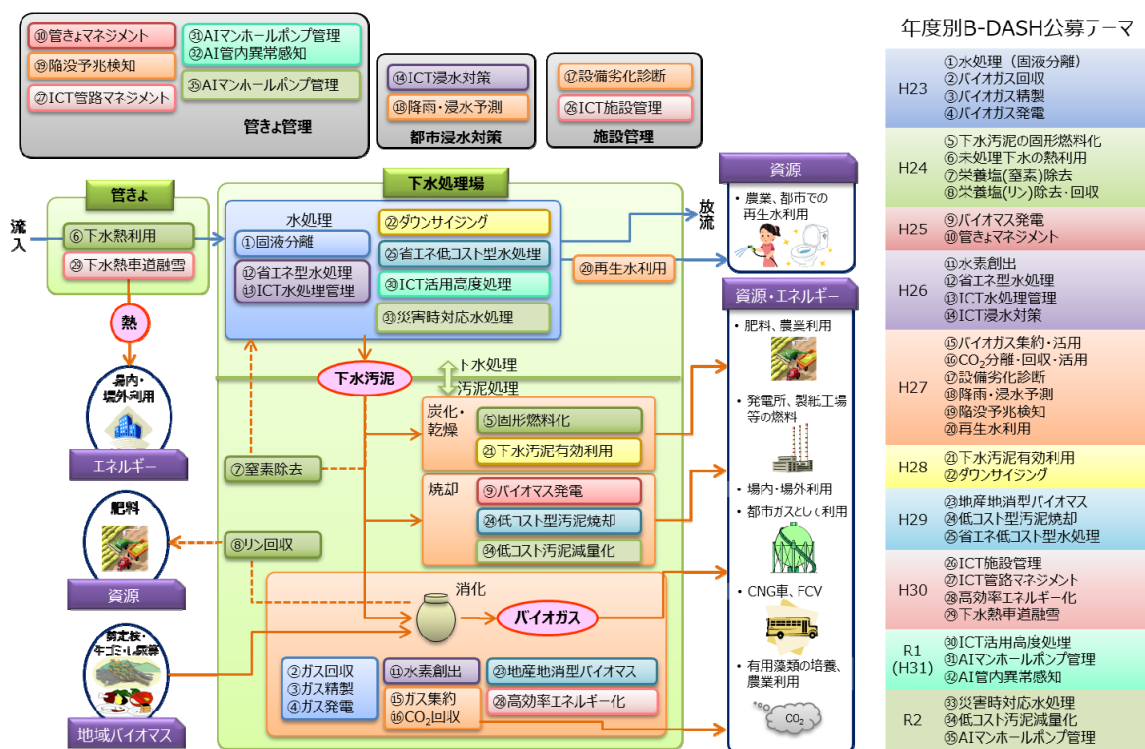 ⑩管きょマネジメント
⑲陥没予兆検知
㉗ICT管路マネジメント
㉛AIマンホールポンプ管理
㉜AI管内異常感知
㉟AIマンホールポンプ管理
管きょ管理
⑭ICT浸水対策
⑱降雨・浸水予測
都市浸水対策
⑰設備劣化診断
㉖ICT施設管理
施設管理
管きょ
流入
⑥下水熱利用
㉙下水熱車道融雪
熱
場内・
場外利用
エネルギー
肥料
資源
剪定枝・
生ゴミ・し尿等
地域バイオマス
下水処理場
水処理
①固液分離
⑫省エネ型水処理
⑬ICT水処理管理
㉒ダウンサイジング
㉕省エネ低コスト型水処理
㉚ICT活用高度処理
㉝災害時対応水処理
放流
⑳再生水利用
下水汚泥
水処理
汚泥処理
⑦窒素除去
⑧リン回収
炭化・
乾燥
⑤固形燃料化
㉑下水汚泥有効利用
焼却
⑨バイオマス発電
㉔低コスト型汚泥焼却
㉞低コスト汚泥減量化
消化
バイオガス
②ガス回収
③ガス精製
④ガス発電
⑪水素創出
⑮ガス集約
⑯CO₂回収
㉓地産地消型バイオマス
㉘高効率エネルギー化
資源
・農業、都市での
再生水利用
資源・エネルギー
・肥料、農業利用
・発電所、製紙工場
等の燃料
・場内・場外利用
・都市ガスとして利用
・CNG車、FCV
・有用藻類の培養、
農業利用
CO₂
年度別B-DASH公募テーマ
H23
①水処理（固液分離）
②バイオガス回収
③バイオガス精製
④バイオガス発電
H24
⑤下水汚泥の固形燃料化
⑥未処理下水の熱利用
⑦栄養塩(窒素)除去
⑧栄養塩(リン)除去・回収
H25
⑨バイオマス発電
⑩管きょマネジメント
H26
⑪水素創出
⑫省エネ型水処理
⑬ICT水処理管理
⑭ICT浸水対策
H27
⑮バイオガス集約・活用
⑯CO₂分離・回収・活用
⑰設備劣化診断
⑱降雨・浸水予測
⑲陥没予兆検知
⑳再生水利用
H28
㉑下水汚泥有効利用
㉒ダウンサイジング
H29
㉓地産地消型バイオマス
㉔低コスト型汚泥焼却
㉕省エネ低コスト型水処理
H30
㉖ICT施設管理
㉗ICT管路マネジメント
㉘高効率エネルギー化
㉙下水熱車道融雪
R1
(H31)
㉚ICT活用高度処理
㉛AIマンホールポンプ管理
㉜AI管内異常感知
R2
㉝災害時対応水処理
㉞低コスト汚泥減量化
㉟AIマンホールポンプ管理